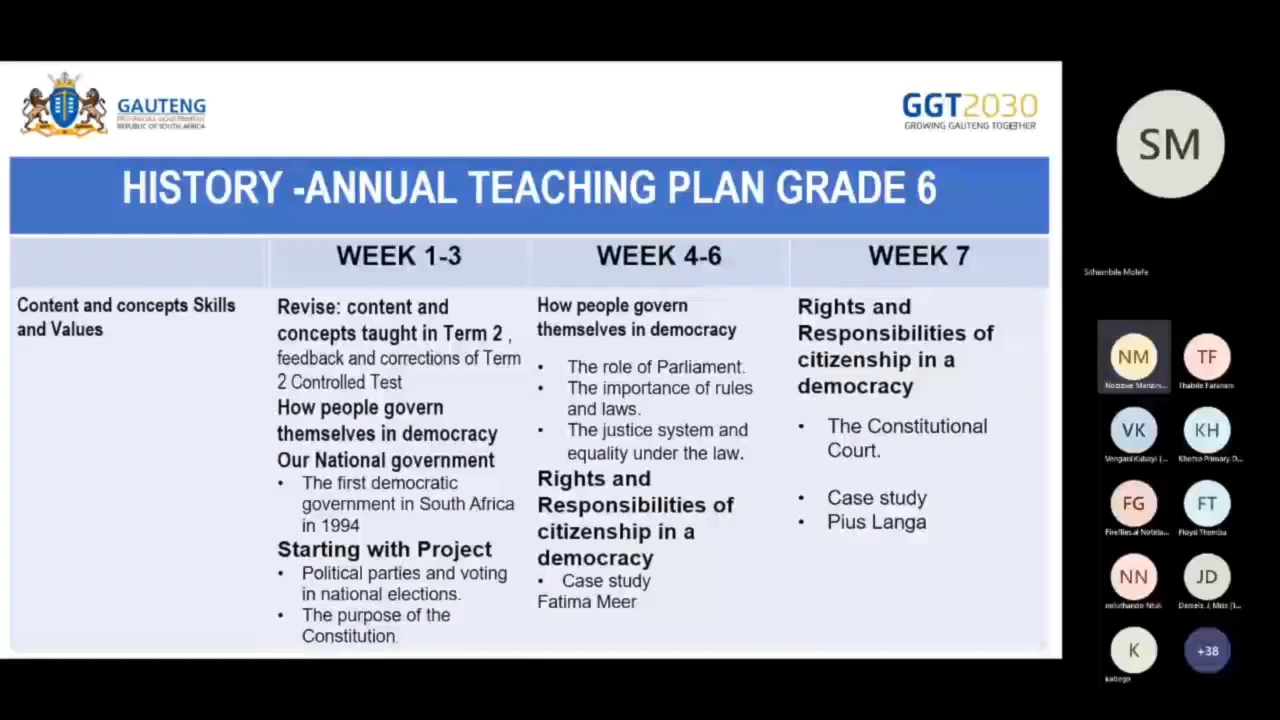 GAUTENG
PROVINCIAL GOVERNMENT
REPUBLIC OF SOUTH AFRICA
GGT2030
GROWING GAUTENG TOGETHER
HISTORY -ANNUAL TEACHING PLAN GRADE 6
WEEK 1-3
WEEK 4-6
WEEK 7
Content and concepts Skills
and Values
Revise: content and
concepts taught in Term 2 ,
feedback and corrections of Term
2 Controlled Test
How people govern
themselves in democracy
Our National government
• The first democratic
government in South Africa
in 1994
Starting with Project
• Political parties and voting
in national elections.
• The purpose of the
Constitution.
How people govern
themselves in democracy
• The role of Parliament.
• The importance of rules
and laws.
• The justice system and
equality under the law.
Rights and
Responsibilities of
citizenship in a
democracy
• Case study
Fatima Meer
Rights and
Responsibilities of
citizenship in a
democracy
• The Constitutional
Court.
• Case study
• Pius Langa
SM
Sithembile Molefe
NM
TF
VK
KH
Khotso Primary D...
FG
FT
Floyd Themba
NN
JD
Daniels, J, Miss (1...
K
+38